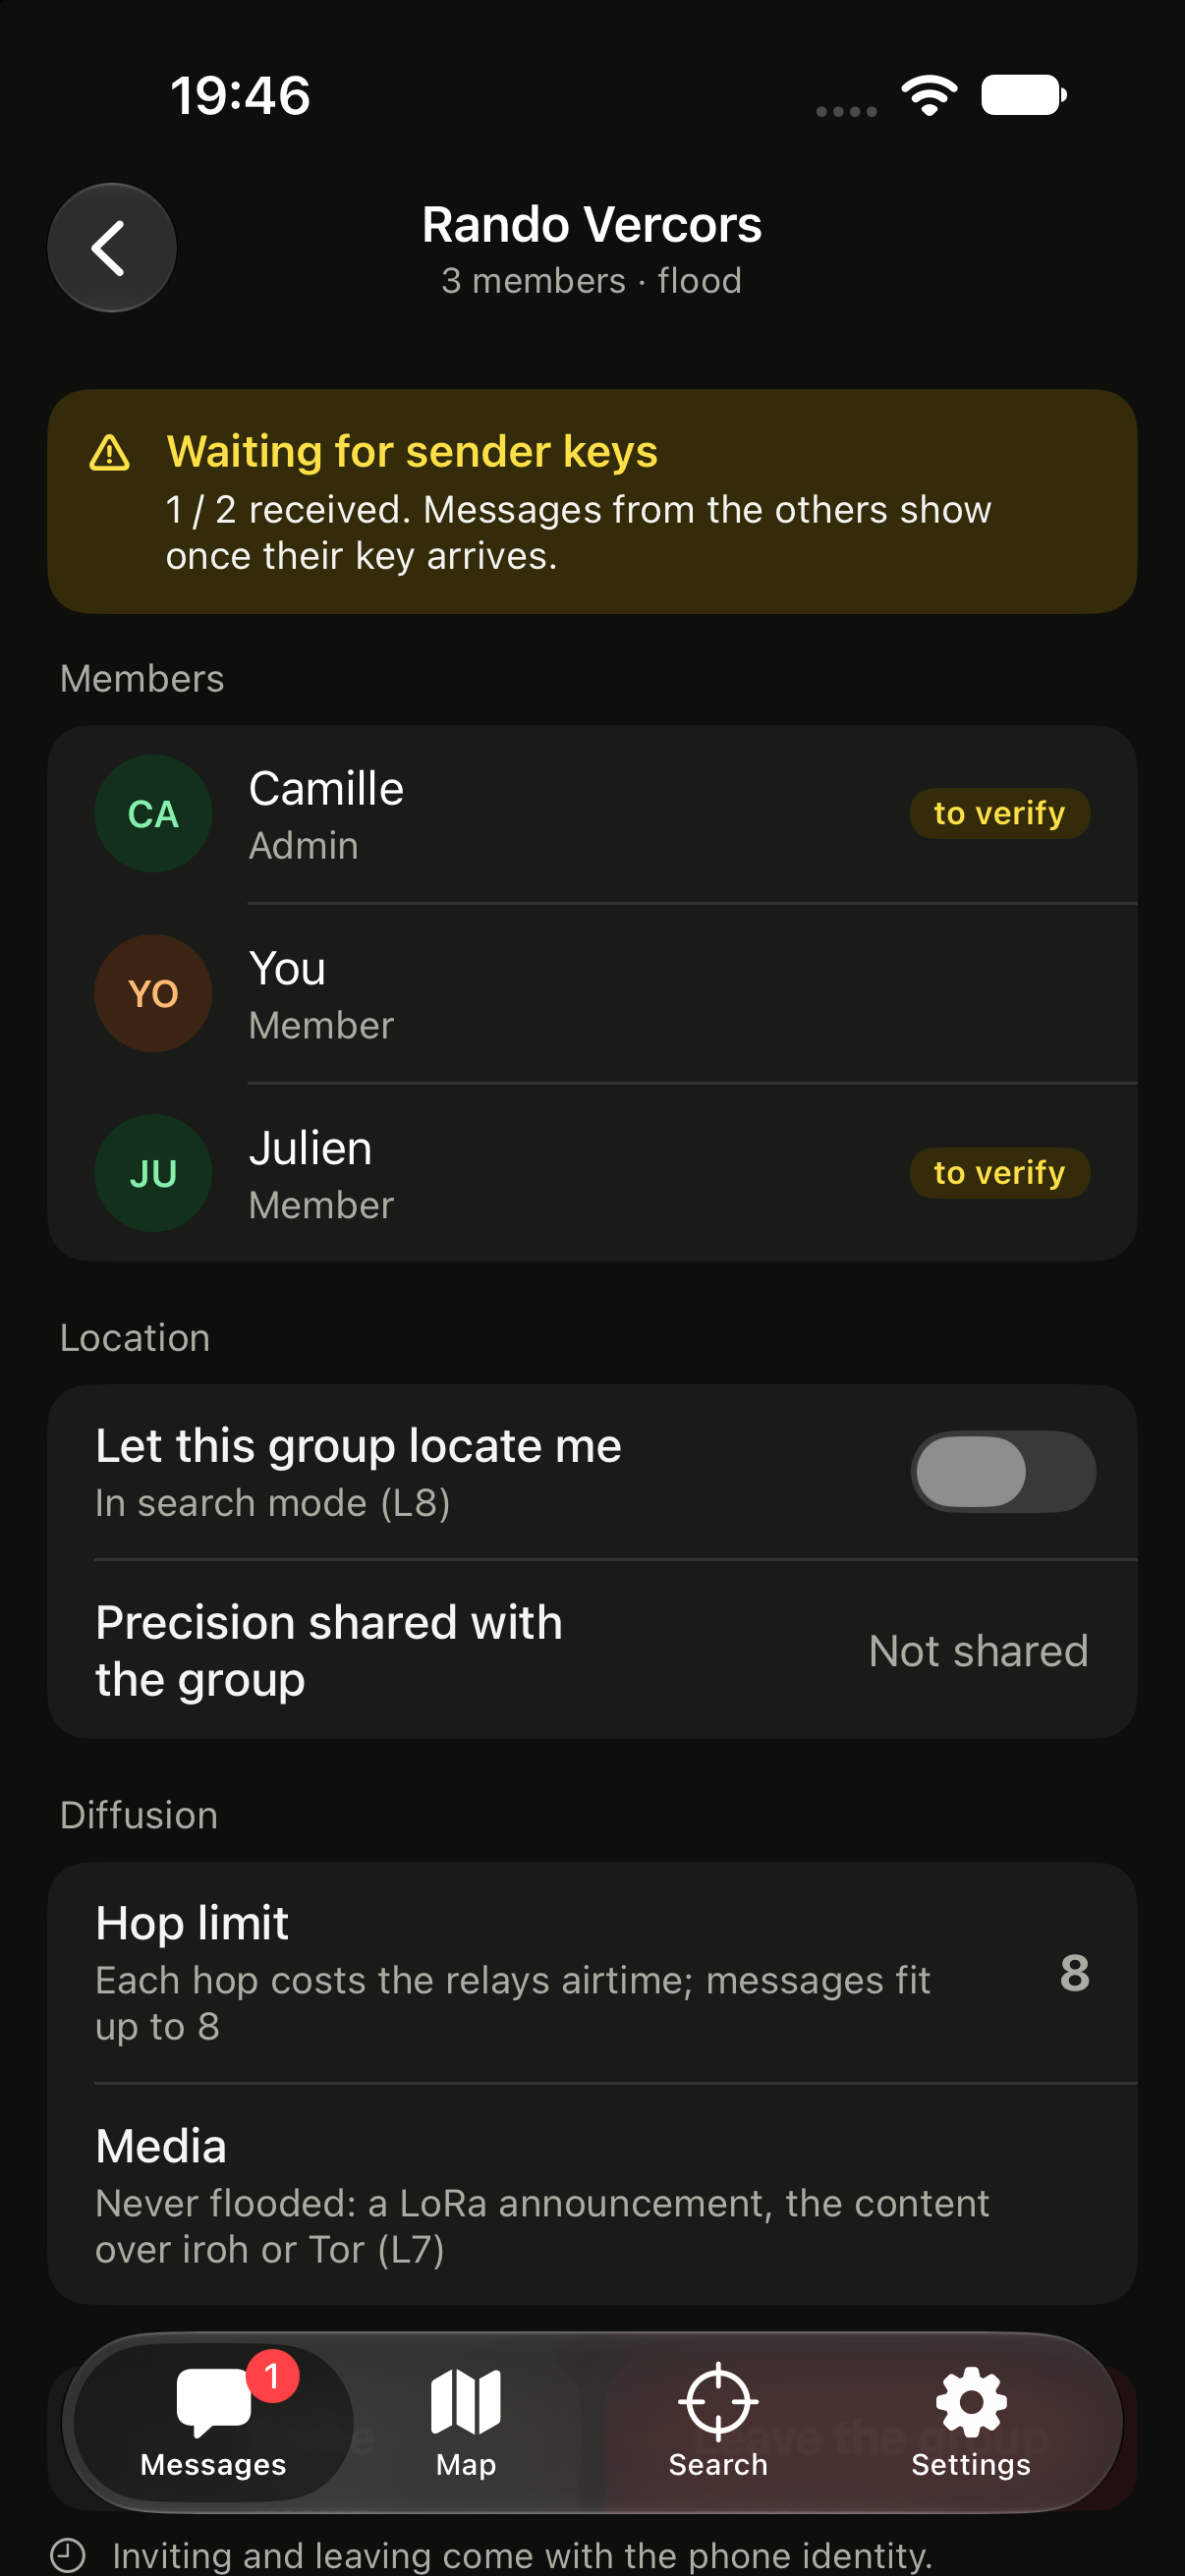 19:46
Rando Vercors
3 members · flood
Waiting for sender keys
1 / 2 received. Messages from the others show
once their key arrives.
Members
CA
Camille
Admin
to verify
YO
You
Member
JU
Julien
Member
to verify
Location
Let this group locate me
In search mode (L8)
Precision shared with
the group
Not shared
Diffusion
Hop limit
Each hop costs the relays airtime; messages fit
up to 8
8
Media
Never flooded: a LoRa announcement, the content
over iroh or Tor (L7)
Leave the group
1
Messages
Map
Search
Settings
Inviting and leaving come with the phone identity.